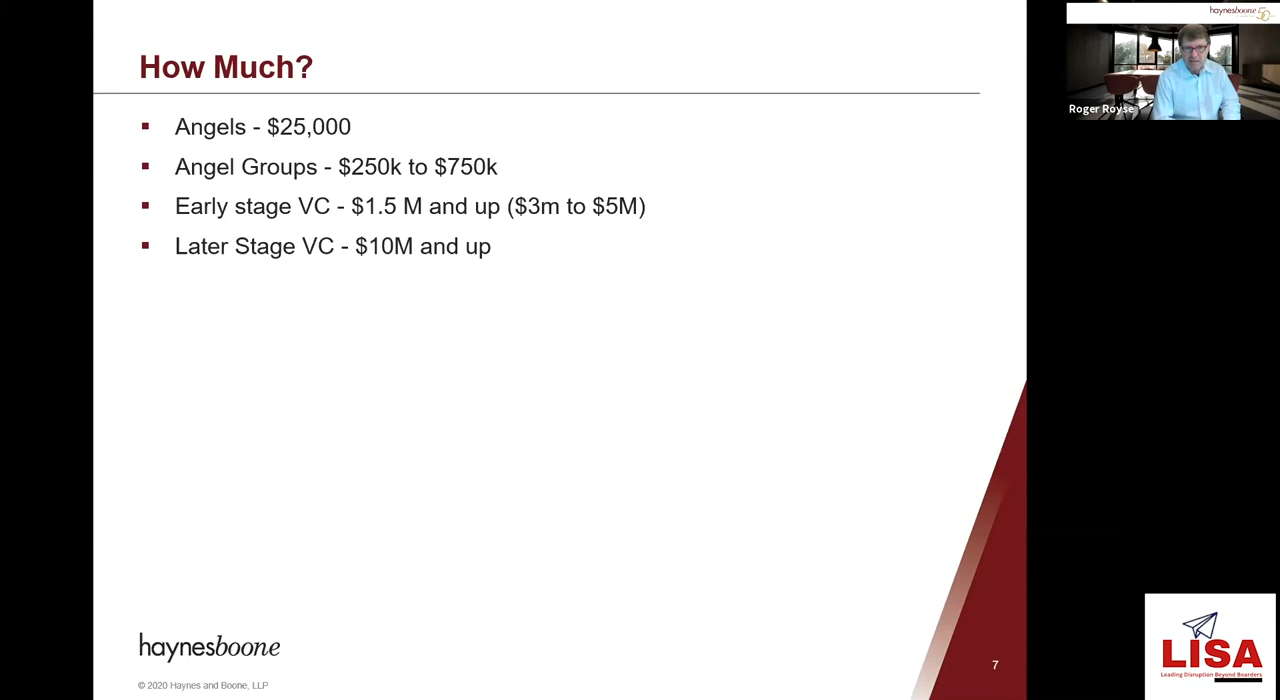 How Much?
Angels - $25,000
Angel Groups - $250k to $750k
Early stage VC - $1.5 M and up ($3m to $5M)
Later Stage VC - $10M and up
haynesboone
© 2020 Haynes and Boone, LLP
7
haynesboone 50
Roger Royse
LISA
Leading Disruption Beyond Boarders